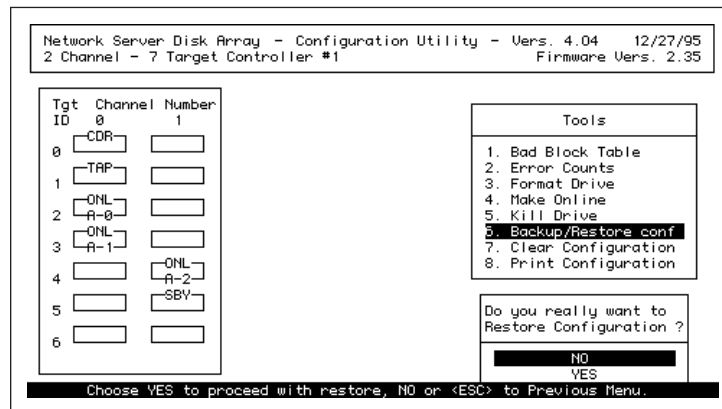 Network Server Disk Array - Configuration Utility - Vers. 4.04 12/27/95
2 Channel - 7 Target Controller #1 Firmware Vers. 2.35
Tgt Channel Number
ID 0 1
CDR
0
TAP
1
ONL
2 A-0
ONL
3 A-1
ONL
4 A-2
SBY
5
6
Tools
1. Bad Block Table
2. Error Counts
3. Format Drive
4. Make Online
5. Kill Drive
6. Backup/Restore conf
7. Clear Configuration
8. Print Configuration
Do you really want to
Restore Configuration ?
NO
YES
Choose YES to proceed with restore, NO or <ESC> to Previous Menu.